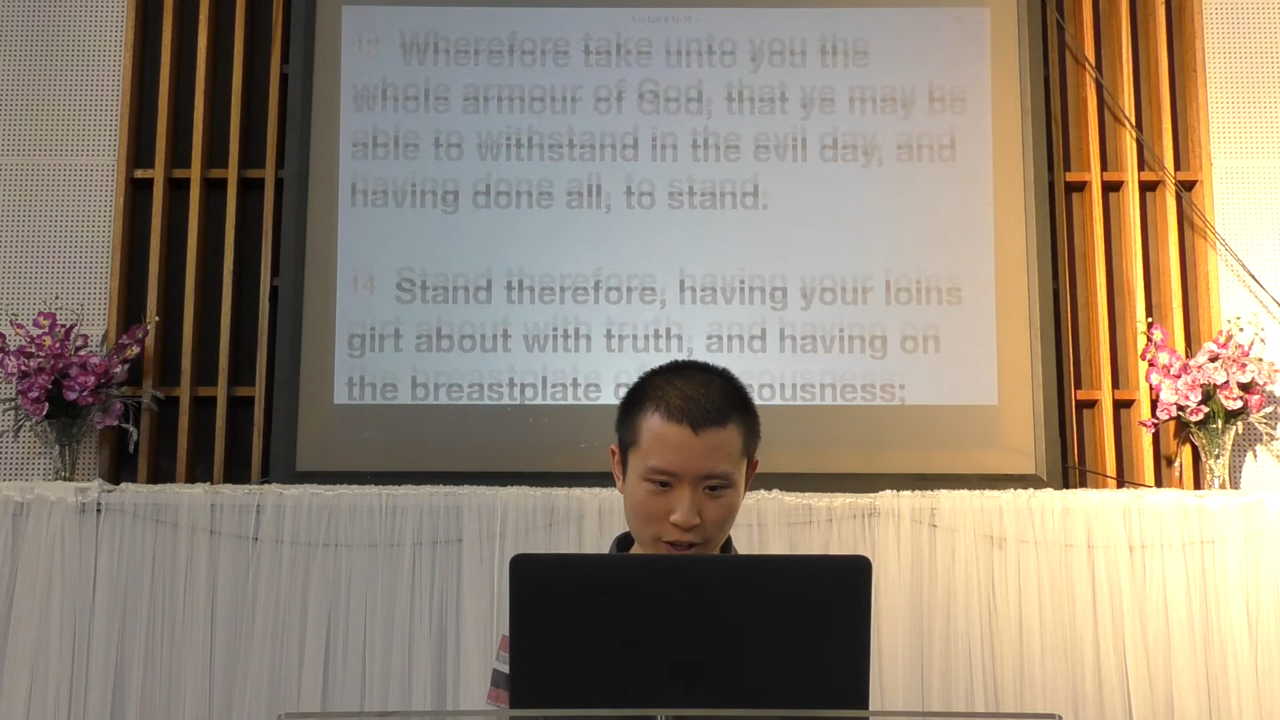 13 Wherefore take unto you the
whole armour of God, that ye may be
able to withstand in the evil day, and
having done all, to stand.
14 Stand therefore, having your loins
girt about with truth, and having on
the breastplate eousness;